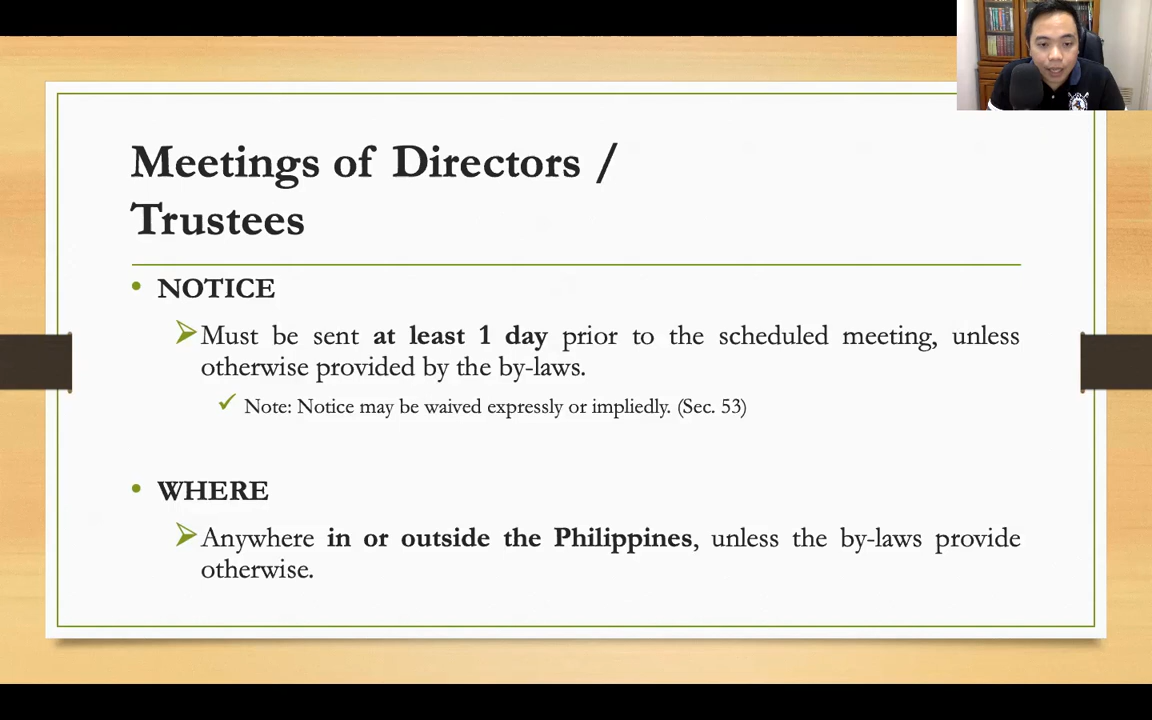 Meetings of Directors /
Trustees
• NOTICE
Must be sent at least 1 day prior to the scheduled meeting, unless
otherwise provided by the by-laws.
Note: Notice may be waived expressly or impliedly. (Sec. 53)
• WHERE
Anywhere in or outside the Philippines, unless the by-laws provide
otherwise.